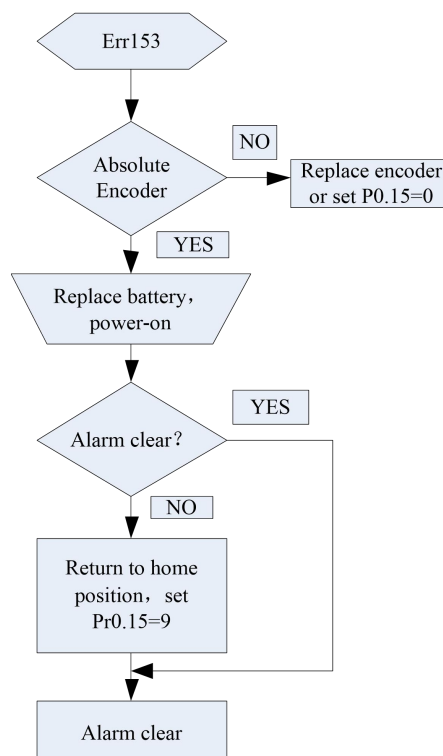 Err153
Absolute
Encoder
NO
Replace encoder
or set P0.15=0
YES
Replace battery，
power-on
Alarm clear？
YES
NO
Return to home
position，set
Pr0.15=9
Alarm clear